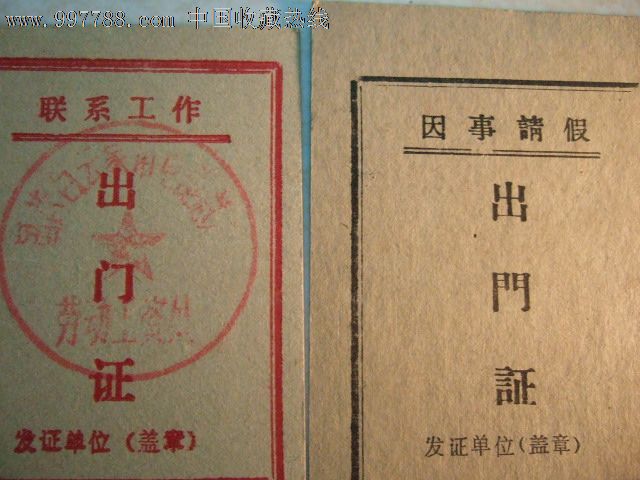 www.997788.com 中国收藏热线
联系工作
出
门
证
发证单位（盖章）
因事請假
出
門
証
发证单位（盖章）